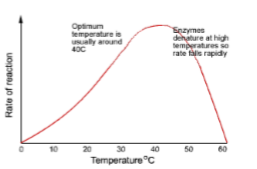 Optimum
temperature is
usually around
40C
Enzymes
denature at high
temperatures so
rate falls rapidly
Rate of reaction
0 10 20 30 40 50 60
Temperature°C